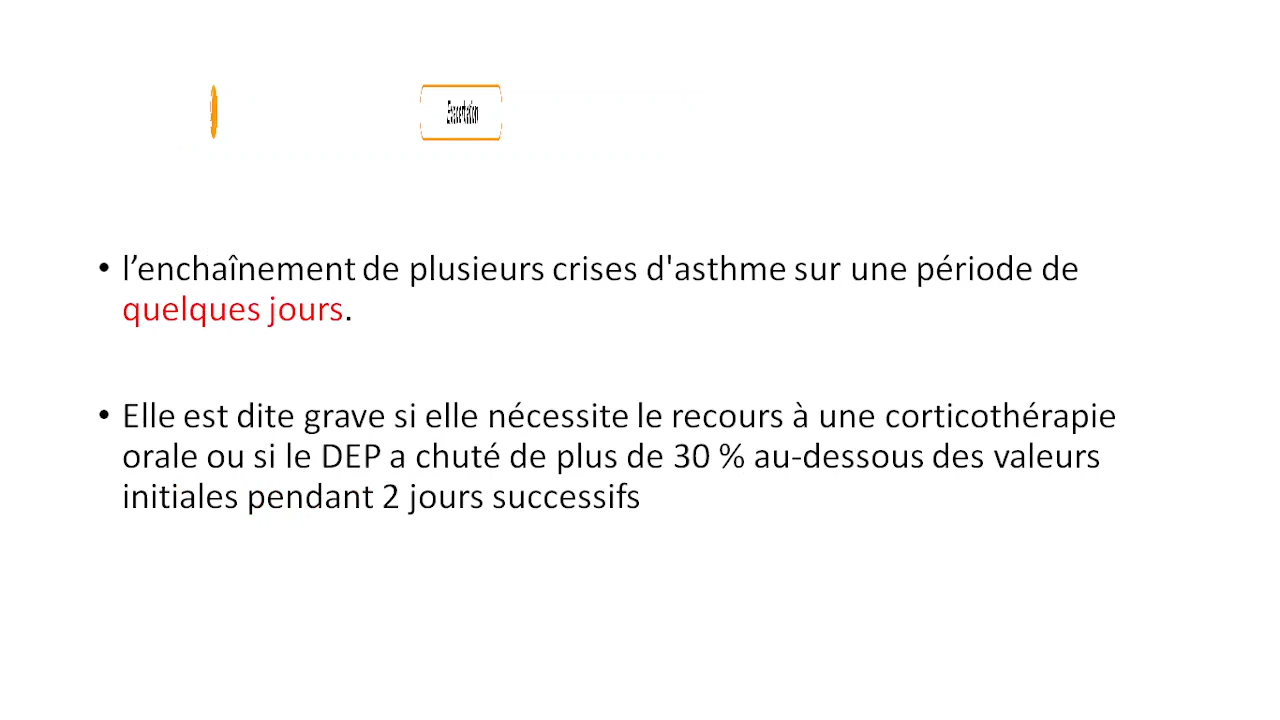 Exacerbation
• l’enchaînement de plusieurs crises d'asthme sur une période de
quelques jours.
• Elle est dite grave si elle nécessite le recours à une corticothérapie
orale ou si le DEP a chuté de plus de 30 % au-dessous des valeurs
initiales pendant 2 jours successifs